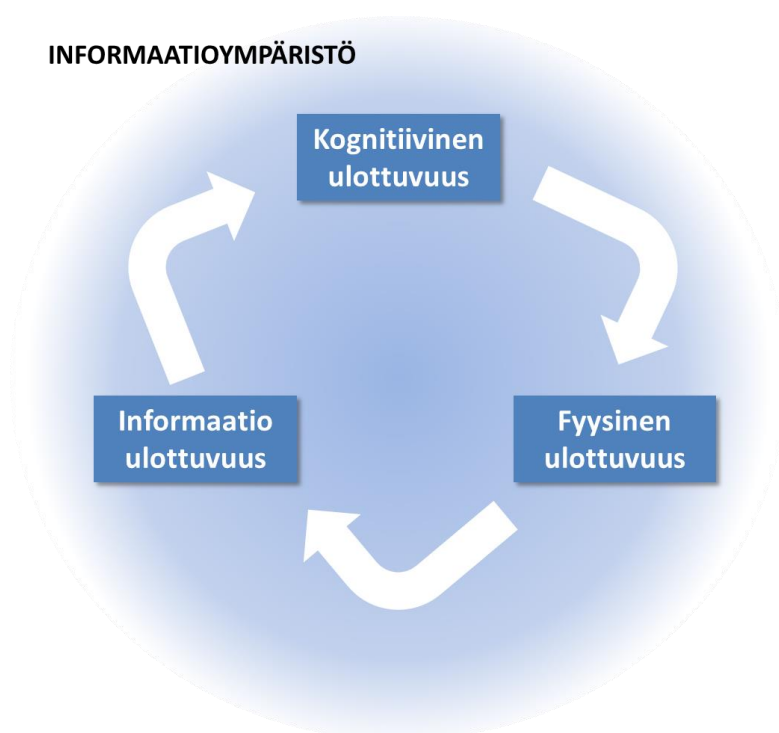 INFORMAATIOYMPÄRISTÖ
Kognitiivinen
ulottuvuus
Informaatio
ulottuvuus
Fyysinen
ulottuvuus